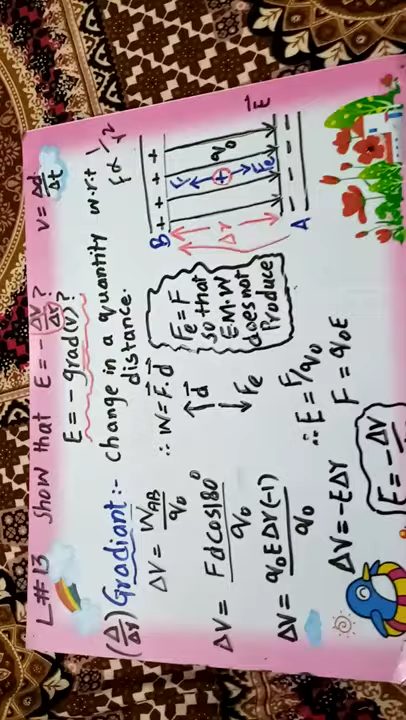 L#13 Show that E = -ΔV/Δr ? V = Δd/Δt
E = - grad(V) ?
(Δ/Δr) Gradiant:- change in a quantity w.r.t
distance.
F ∝ 1/r²
ΔV = W_AB/q₀ ∴ W = F⃗.d⃗
ΔV = Fd cos180°/q₀
d⃗
Fe
ΔV = q₀EΔr(-1)/q₀
∴ E = F/q₀
F = q₀E
ΔV = -EΔr
E = -ΔV
Fe = F
so that
E.M.W
does not
Produce
B
+ + + +
F
q₀
+
Fe
Δr
E⃗
A